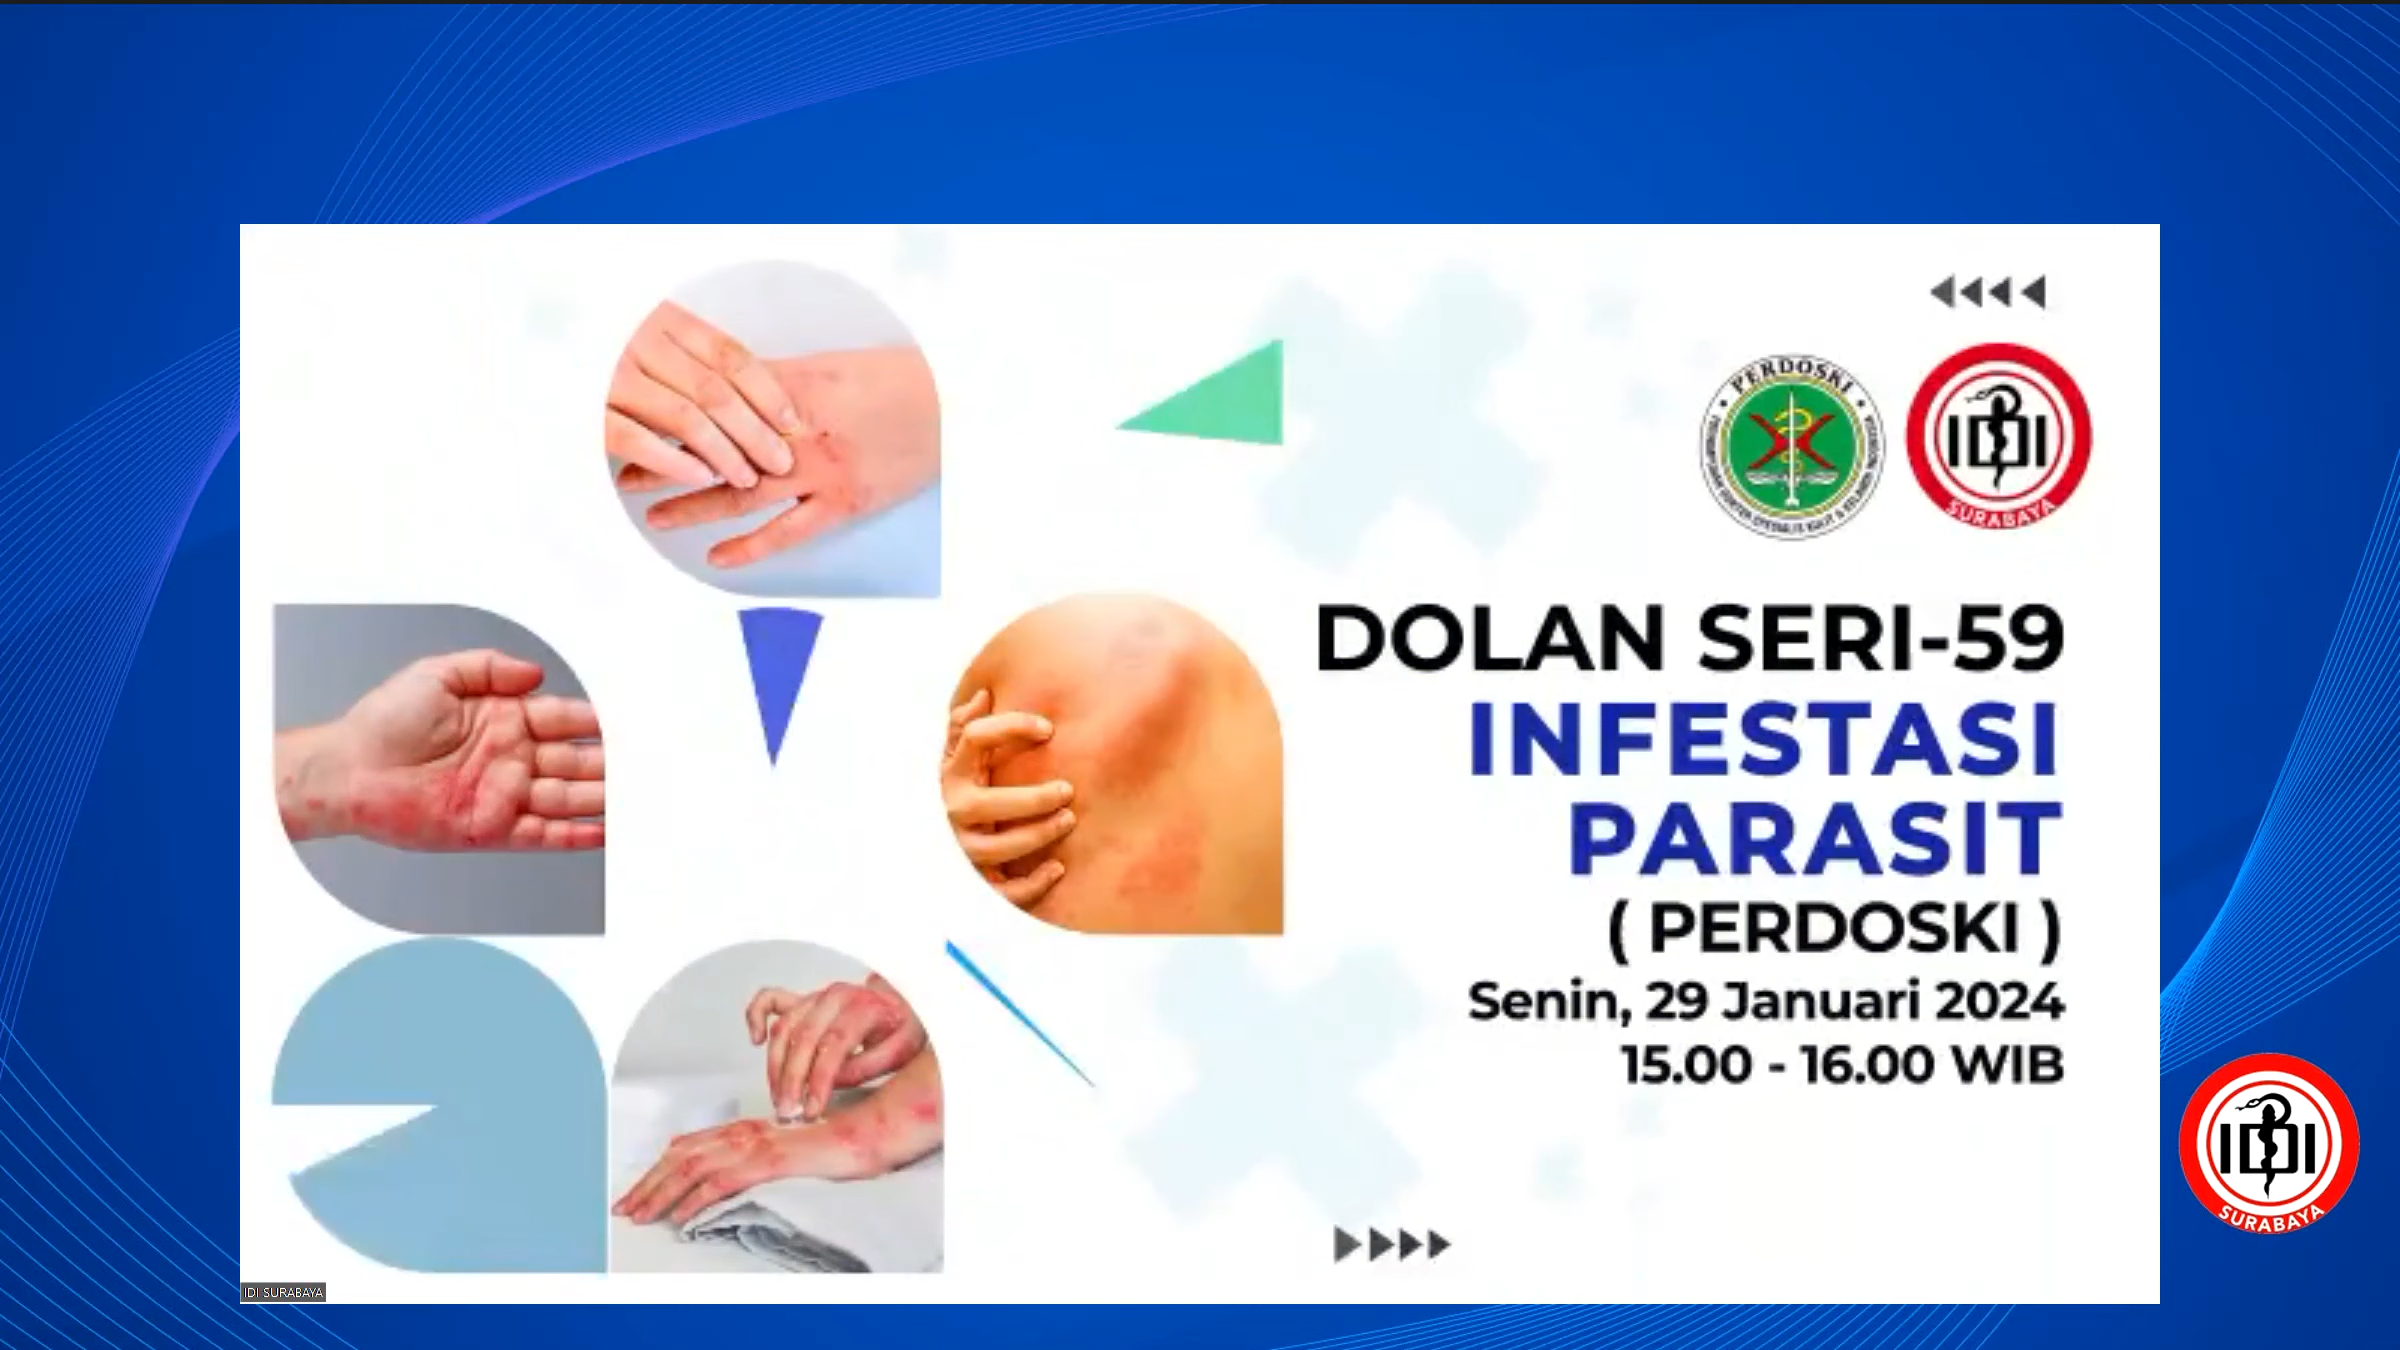 PERDOSKI
IDI
SURABAYA
DOLAN SERI-59
INFESTASI
PARASIT
( PERDOSKI )
Senin, 29 Januari 2024
15.00 - 16.00 WIB
IDI
SURABAYA
IDI SURABAYA